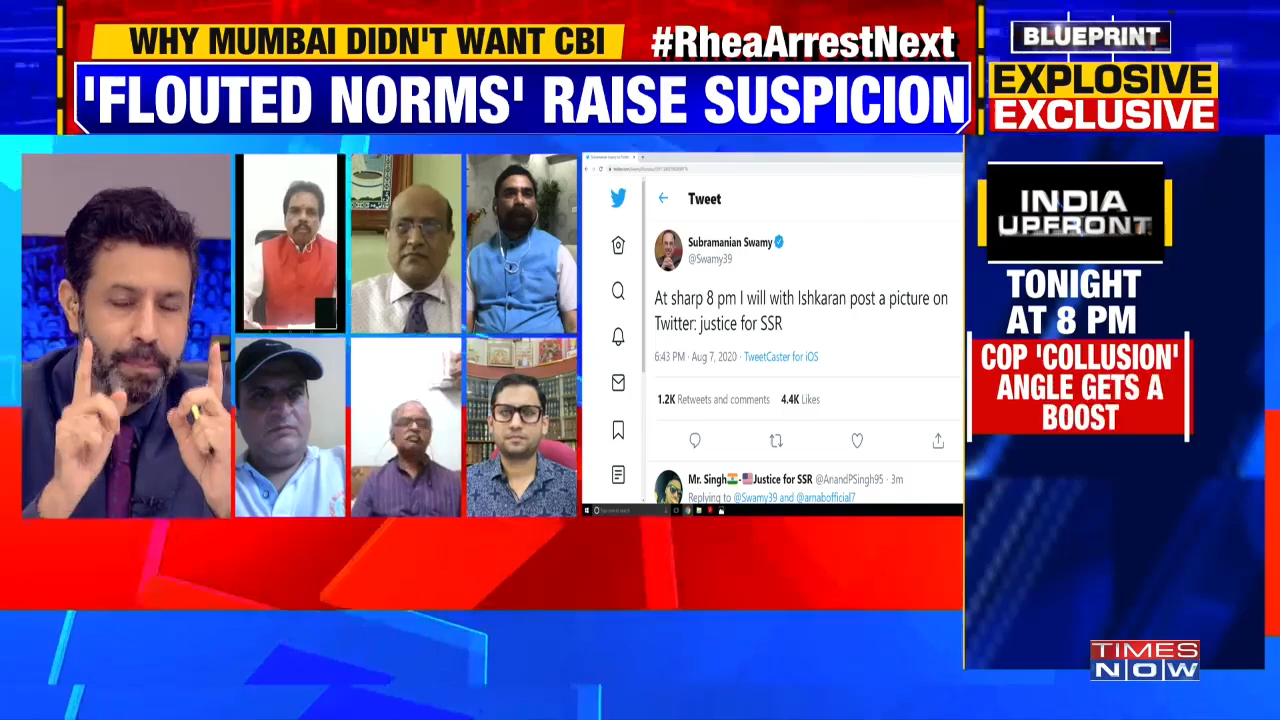 WHY MUMBAI DIDN'T WANT CBI
#RheaArrestNext
'FLOUTED NORMS' RAISE SUSPICION
BLUEPRINT
EXPLOSIVE
EXCLUSIVE
INDIA
UPFRONT
TONIGHT
AT 8 PM
COP 'COLLUSION'
ANGLE GETS A
BOOST
Tweet
Subramanian Swamy
@Swamy39
At sharp 8 pm I will with Ishkaran post a picture on
Twitter: justice for SSR
6:43 PM · Aug 7, 2020 · TweetCaster for iOS
1.2K Retweets and comments 4.4K Likes
Mr. Singh🇮🇳-🇺🇸Justice for SSR @AnandPSingh95 · 3m
Replying to @Swamy39 and @arnabofficial7
TIMES
NOW